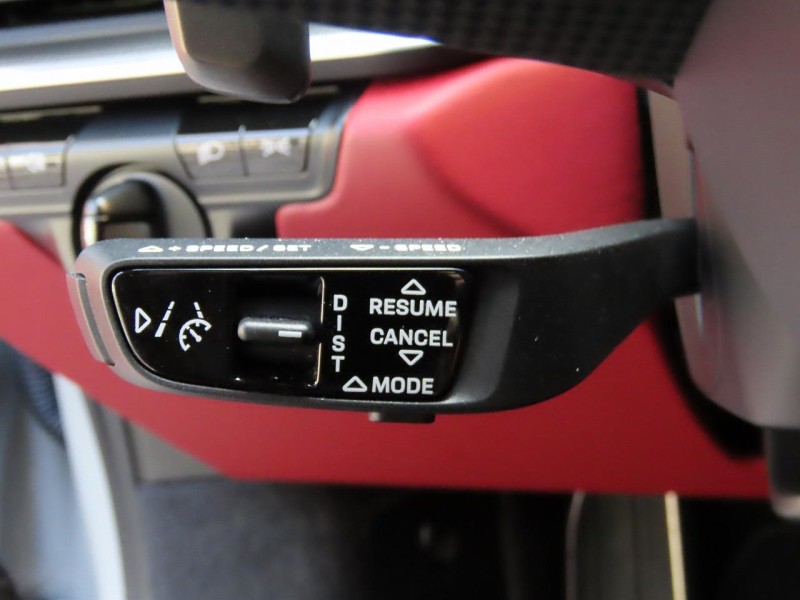 + SPEED / SET - SPEED
DIST
RESUME
CANCEL
MODE